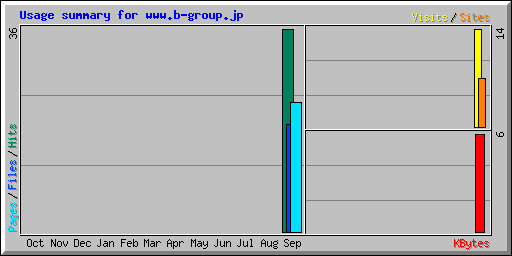 Usage summary for www.b-group.jp
Visits / Sites
36
14
6
Pages / Files / Hits
Oct Nov Dec Jan Feb Mar Apr May Jun Jul Aug Sep
KBytes